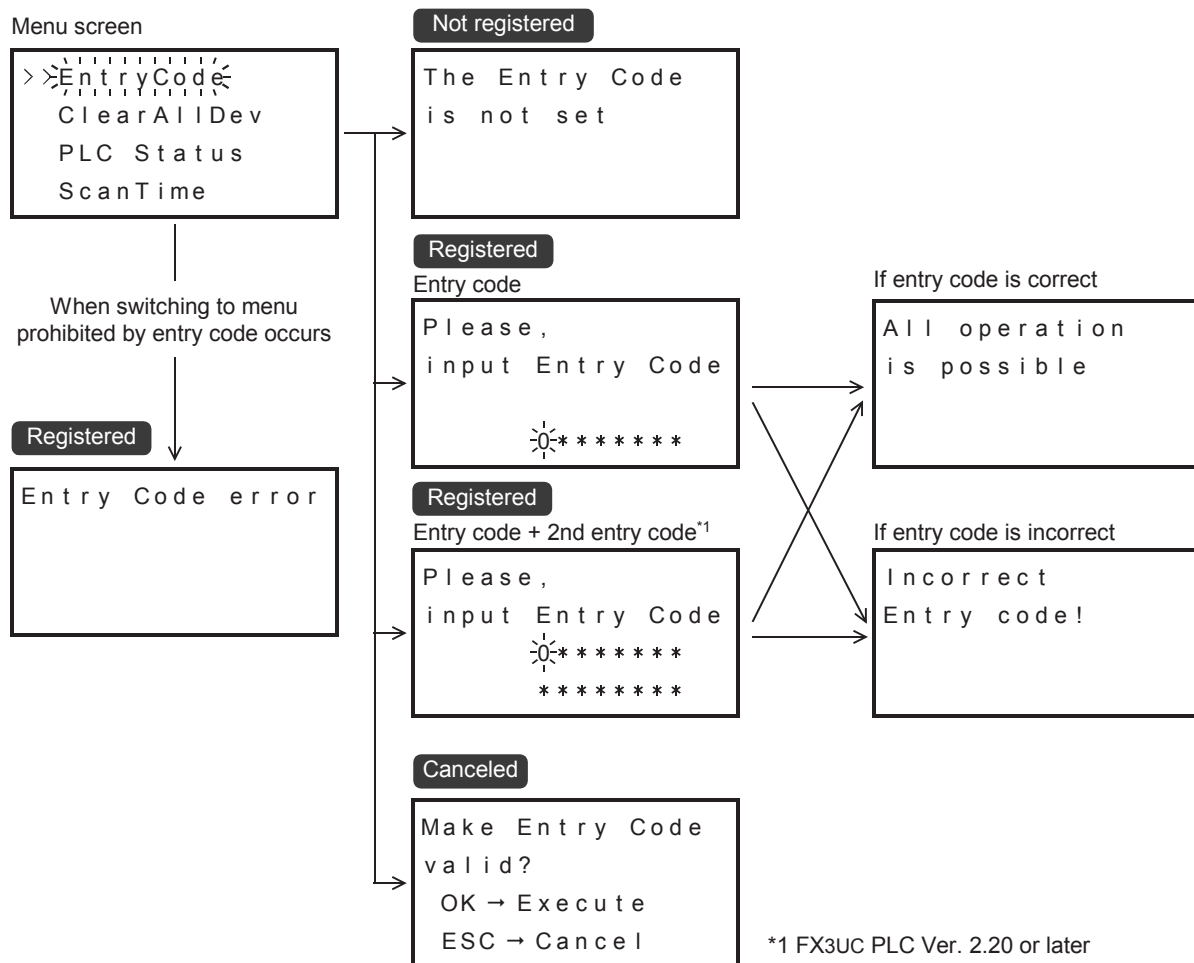 Menu screen
>>EntryCode
ClearAllDev
PLC Status
ScanTime
When switching to menu
prohibited by entry code occurs
Registered
Entry Code error
Not registered
The Entry Code
is not set
Registered
Entry code
Please,
input Entry Code
0*******
Registered
Entry code + 2nd entry code*1
Please,
input Entry Code
0*******
********
Canceled
Make Entry Code
valid?
OK → Execute
ESC → Cancel
If entry code is correct
All operation
is possible
If entry code is incorrect
Incorrect
Entry code!
*1 FX3UC PLC Ver. 2.20 or later